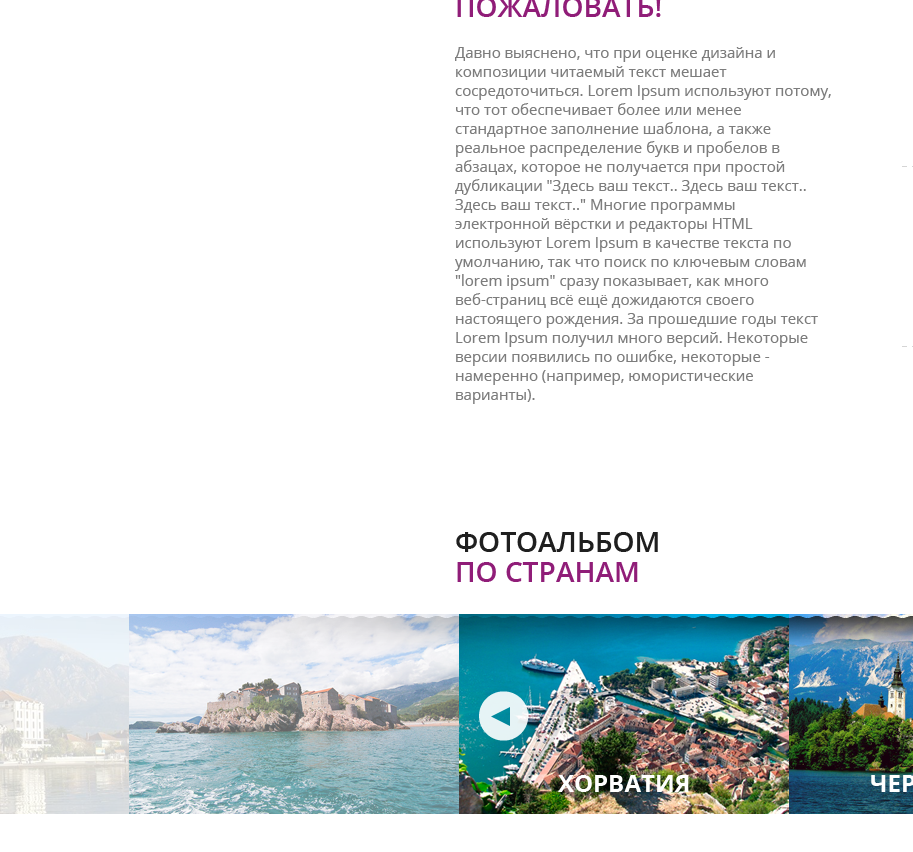 ПОЖАЛОВАТЬ!
Давно выяснено, что при оценке дизайна и
композиции читаемый текст мешает
сосредоточиться. Lorem Ipsum используют потому,
что тот обеспечивает более или менее
стандартное заполнение шаблона, а также
реальное распределение букв и пробелов в
абзацах, которое не получается при простой
дубликации "Здесь ваш текст.. Здесь ваш текст..
Здесь ваш текст.." Многие программы
электронной вёрстки и редакторы HTML
используют Lorem Ipsum в качестве текста по
умолчанию, так что поиск по ключевым словам
"lorem ipsum" сразу показывает, как много
веб-страниц всё ещё дожидаются своего
настоящего рождения. За прошедшие годы текст
Lorem Ipsum получил много версий. Некоторые
версии появились по ошибке, некоторые -
намеренно (например, юмористические
варианты).
ФОТОАЛЬБОМ
ПО СТРАНАМ
ХОРВАТИЯ
ЧЕР